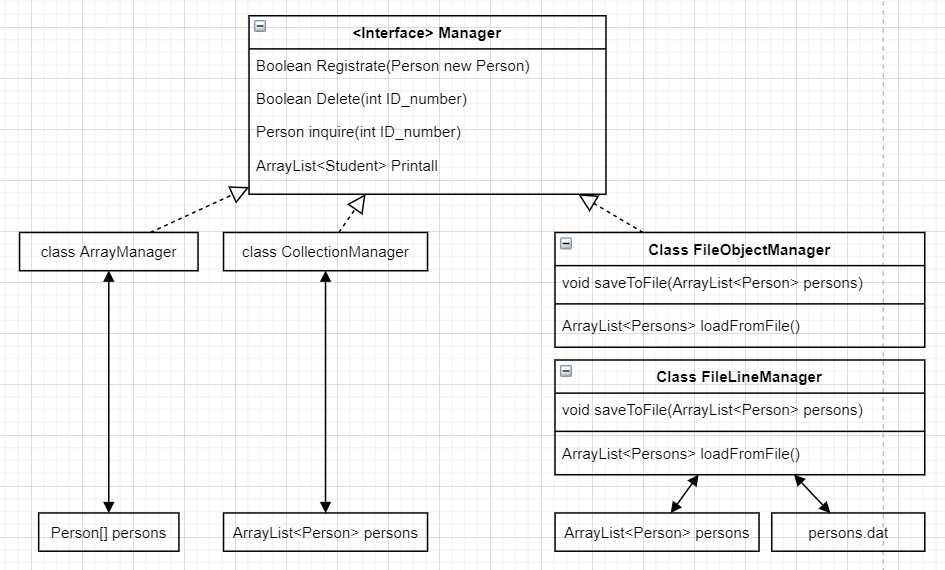 <Interface> Manager
Boolean Registrate(Person new Person)
Boolean Delete(int ID_number)
Person inquire(int ID_number)
ArrayList<Student> Printall
class ArrayManager
class CollectionManager
Class FileObjectManager
void saveToFile(ArrayList<Person> persons)
ArrayList<Persons> loadFromFile()
Class FileLineManager
void saveToFile(ArrayList<Person> persons)
ArrayList<Persons> loadFromFile()
Person[] persons
ArrayList<Person> persons
ArrayList<Person> persons
persons.dat